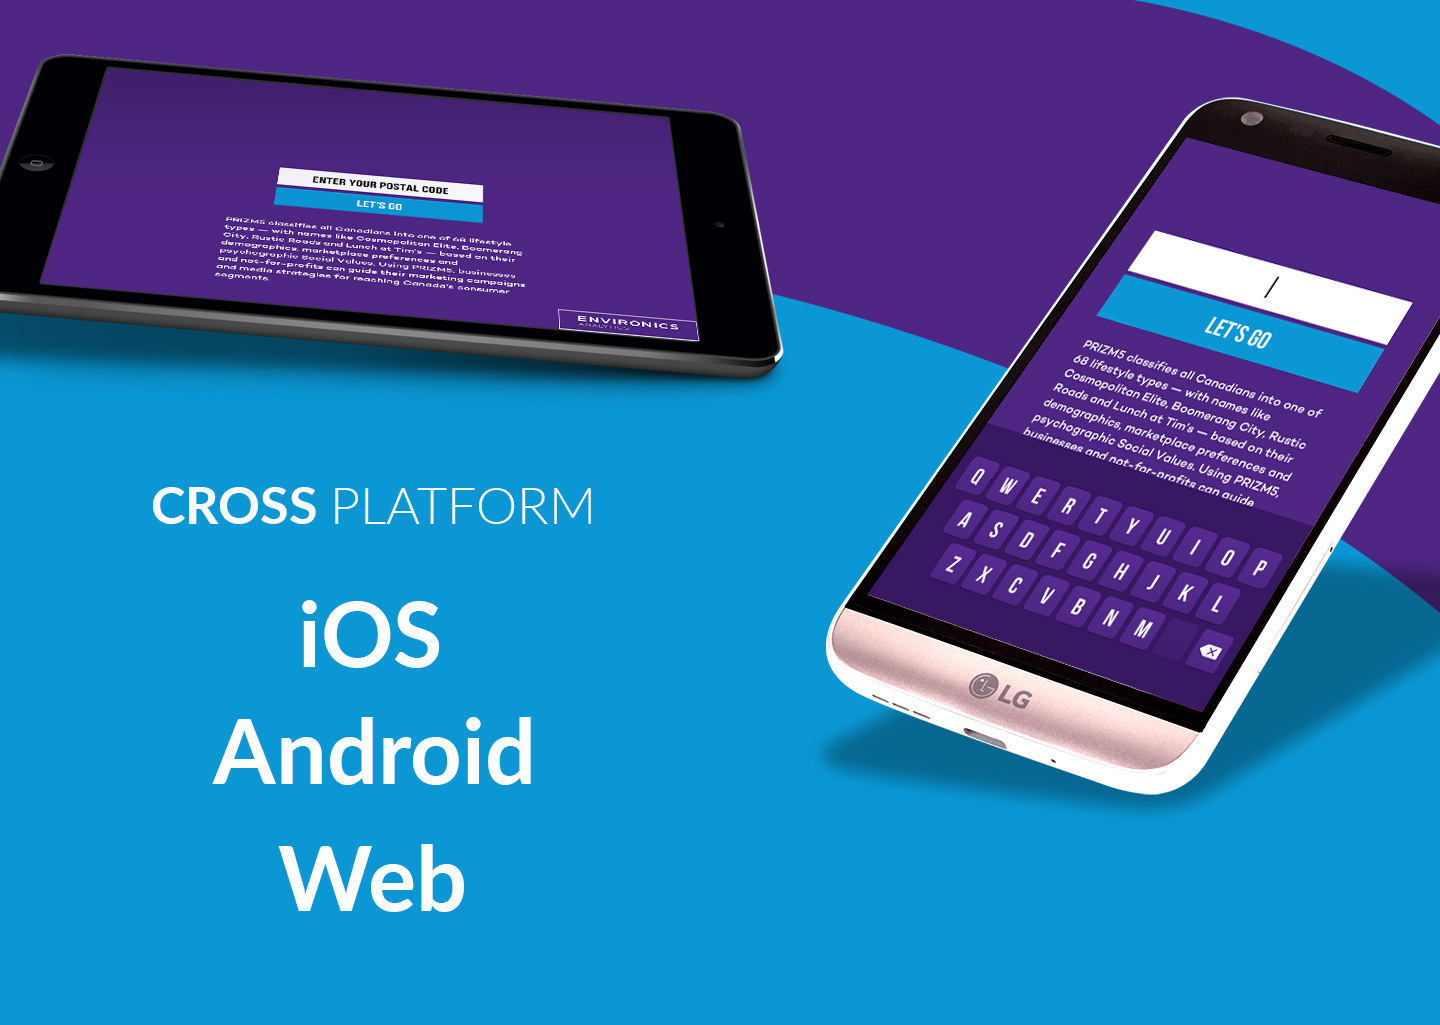 ENTER YOUR POSTAL CODE
LET'S GO
PRIZM5 classifies all Canadians into one of 68 lifestyle
types — with names like Cosmopolitan Elite, Boomerang
City, Rustic Roads and Lunch at Tim's — based on their
demographics, marketplace preferences and
psychographic Social Values. Using PRIZM5, businesses
and not-for-profits can guide their marketing campaigns
and media strategies for reaching Canada's consumer
segments.
ENVIRONICS
ANALYTICS
LET'S GO
PRIZM5 classifies all Canadians into one of
68 lifestyle types — with names like
Cosmopolitan Elite, Boomerang City, Rustic
Roads and Lunch at Tim's — based on their
demographics, marketplace preferences and
psychographic Social Values. Using PRIZM5,
businesses and not-for-profits can guide
Q W E R T Y U I O P
A S D F G H J K L
Z X C V B N M
LG
CROSS PLATFORM
iOS
Android
Web